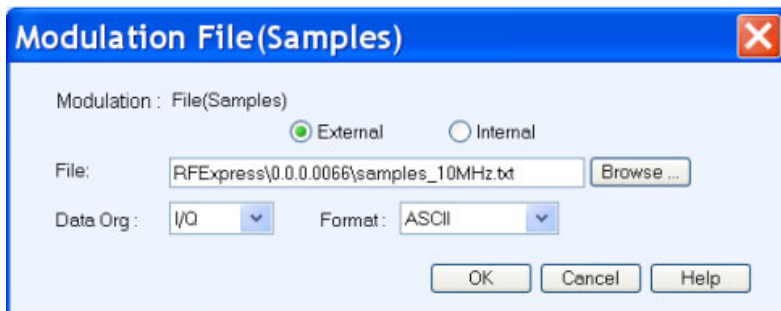 Modulation File(Samples)
Modulation : File(Samples)
External Internal
File: RFExpress\0.0.0.0066\samples_10MHz.txt Browse ...
Data Org : I/Q Format : ASCII
OK Cancel Help